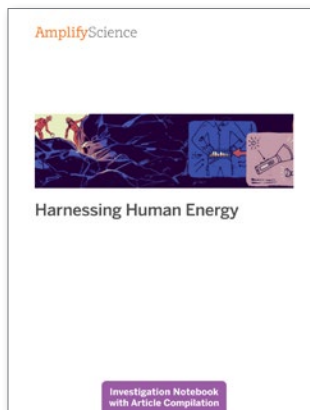 AmplifyScience
Harnessing Human Energy
Investigation Notebook
with Article Compilation